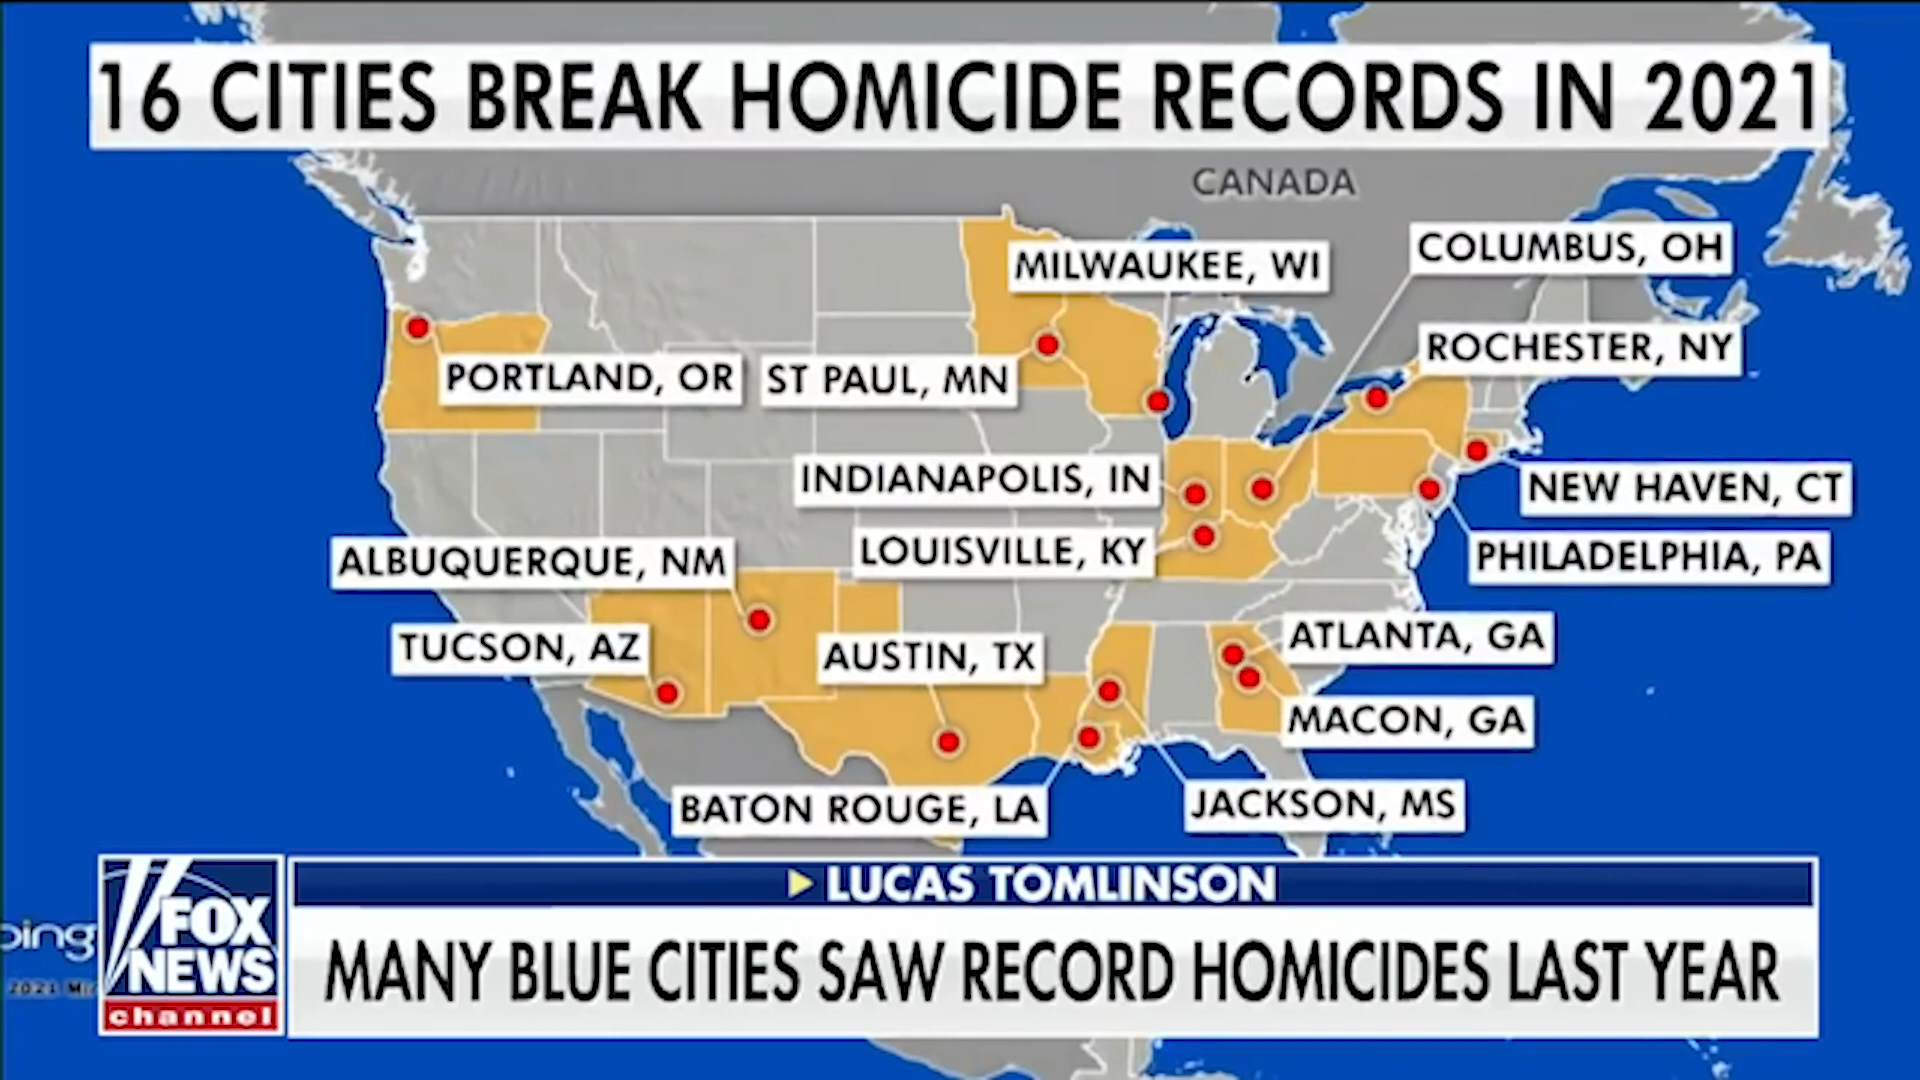 16 CITIES BREAK HOMICIDE RECORDS IN 2021
CANADA
MILWAUKEE, WI
COLUMBUS, OH
ROCHESTER, NY
PORTLAND, OR
ST PAUL, MN
INDIANAPOLIS, IN
NEW HAVEN, CT
LOUISVILLE, KY
PHILADELPHIA, PA
ALBUQUERQUE, NM
TUCSON, AZ
AUSTIN, TX
ATLANTA, GA
MACON, GA
BATON ROUGE, LA
JACKSON, MS
LUCAS TOMLINSON
MANY BLUE CITIES SAW RECORD HOMICIDES LAST YEAR
FOX
NEWS
channel
bing
2021